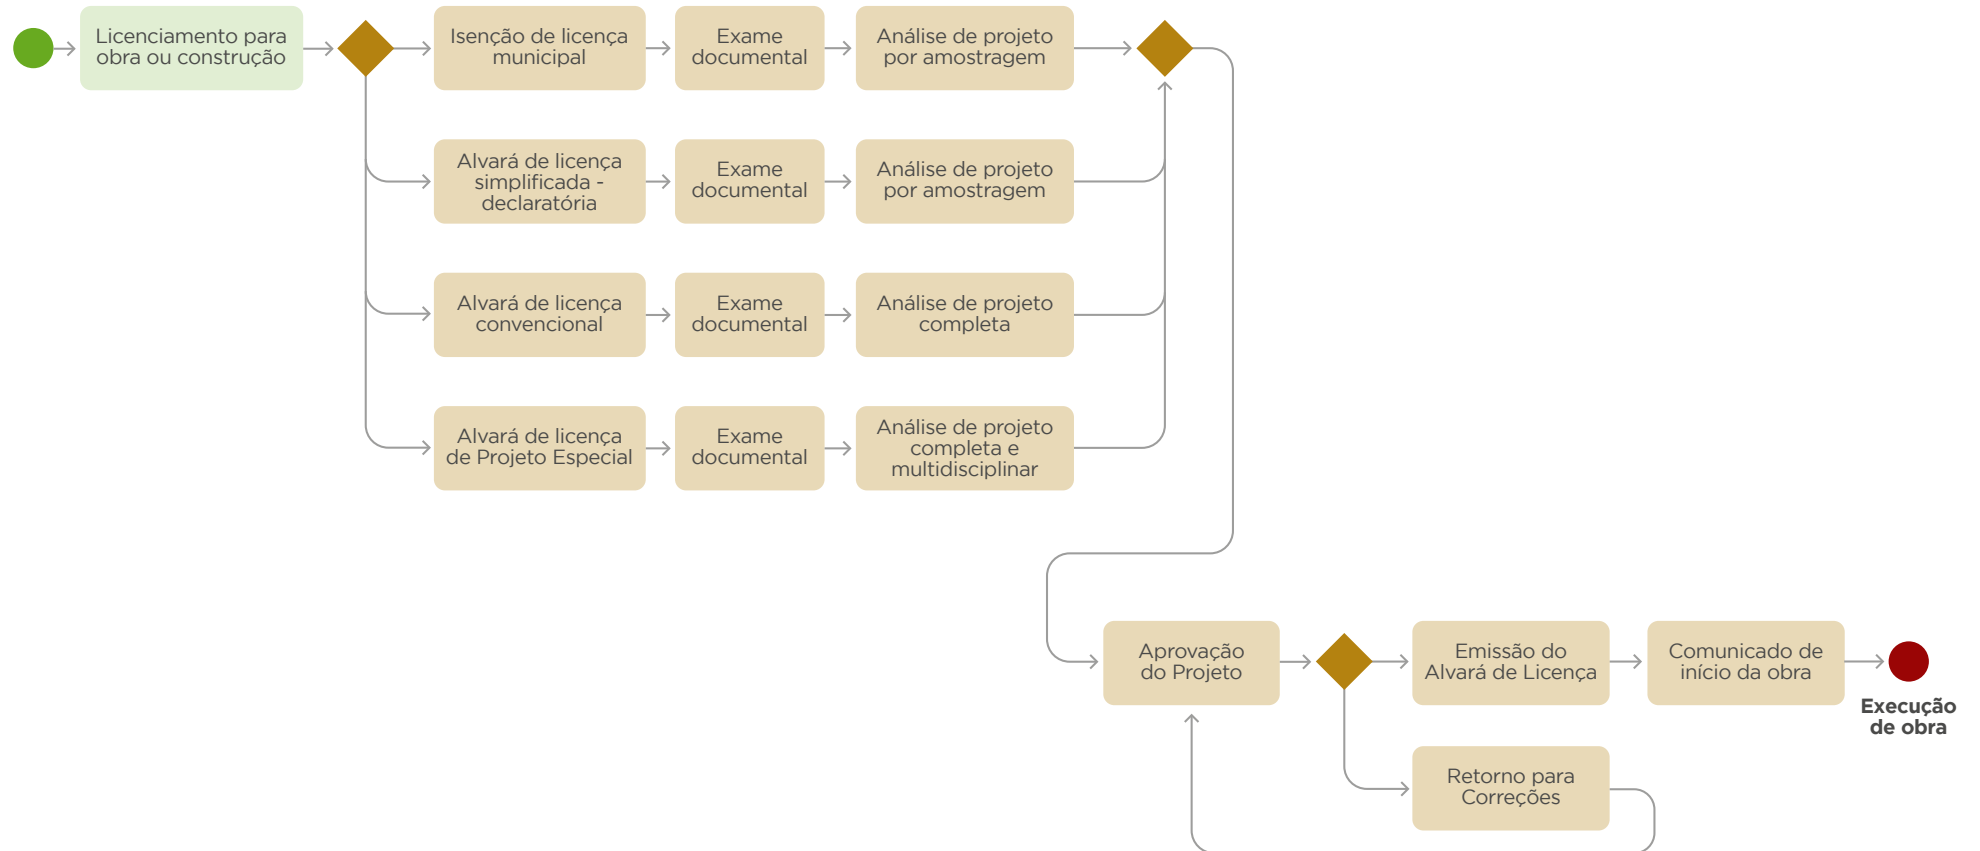 Licenciamento para
obra ou construção
Isenção de licença
municipal
Exame
documental
Análise de projeto
por amostragem
Alvará de licença
simplificada -
declaratória
Exame
documental
Análise de projeto
por amostragem
Alvará de licença
convencional
Exame
documental
Análise de projeto
completa
Alvará de licença
de Projeto Especial
Exame
documental
Análise de projeto
completa e
multidisciplinar
Aprovação
do Projeto
Emissão do
Alvará de Licença
Comunicado de
início da obra
Execução
de obra
Retorno para
Correções